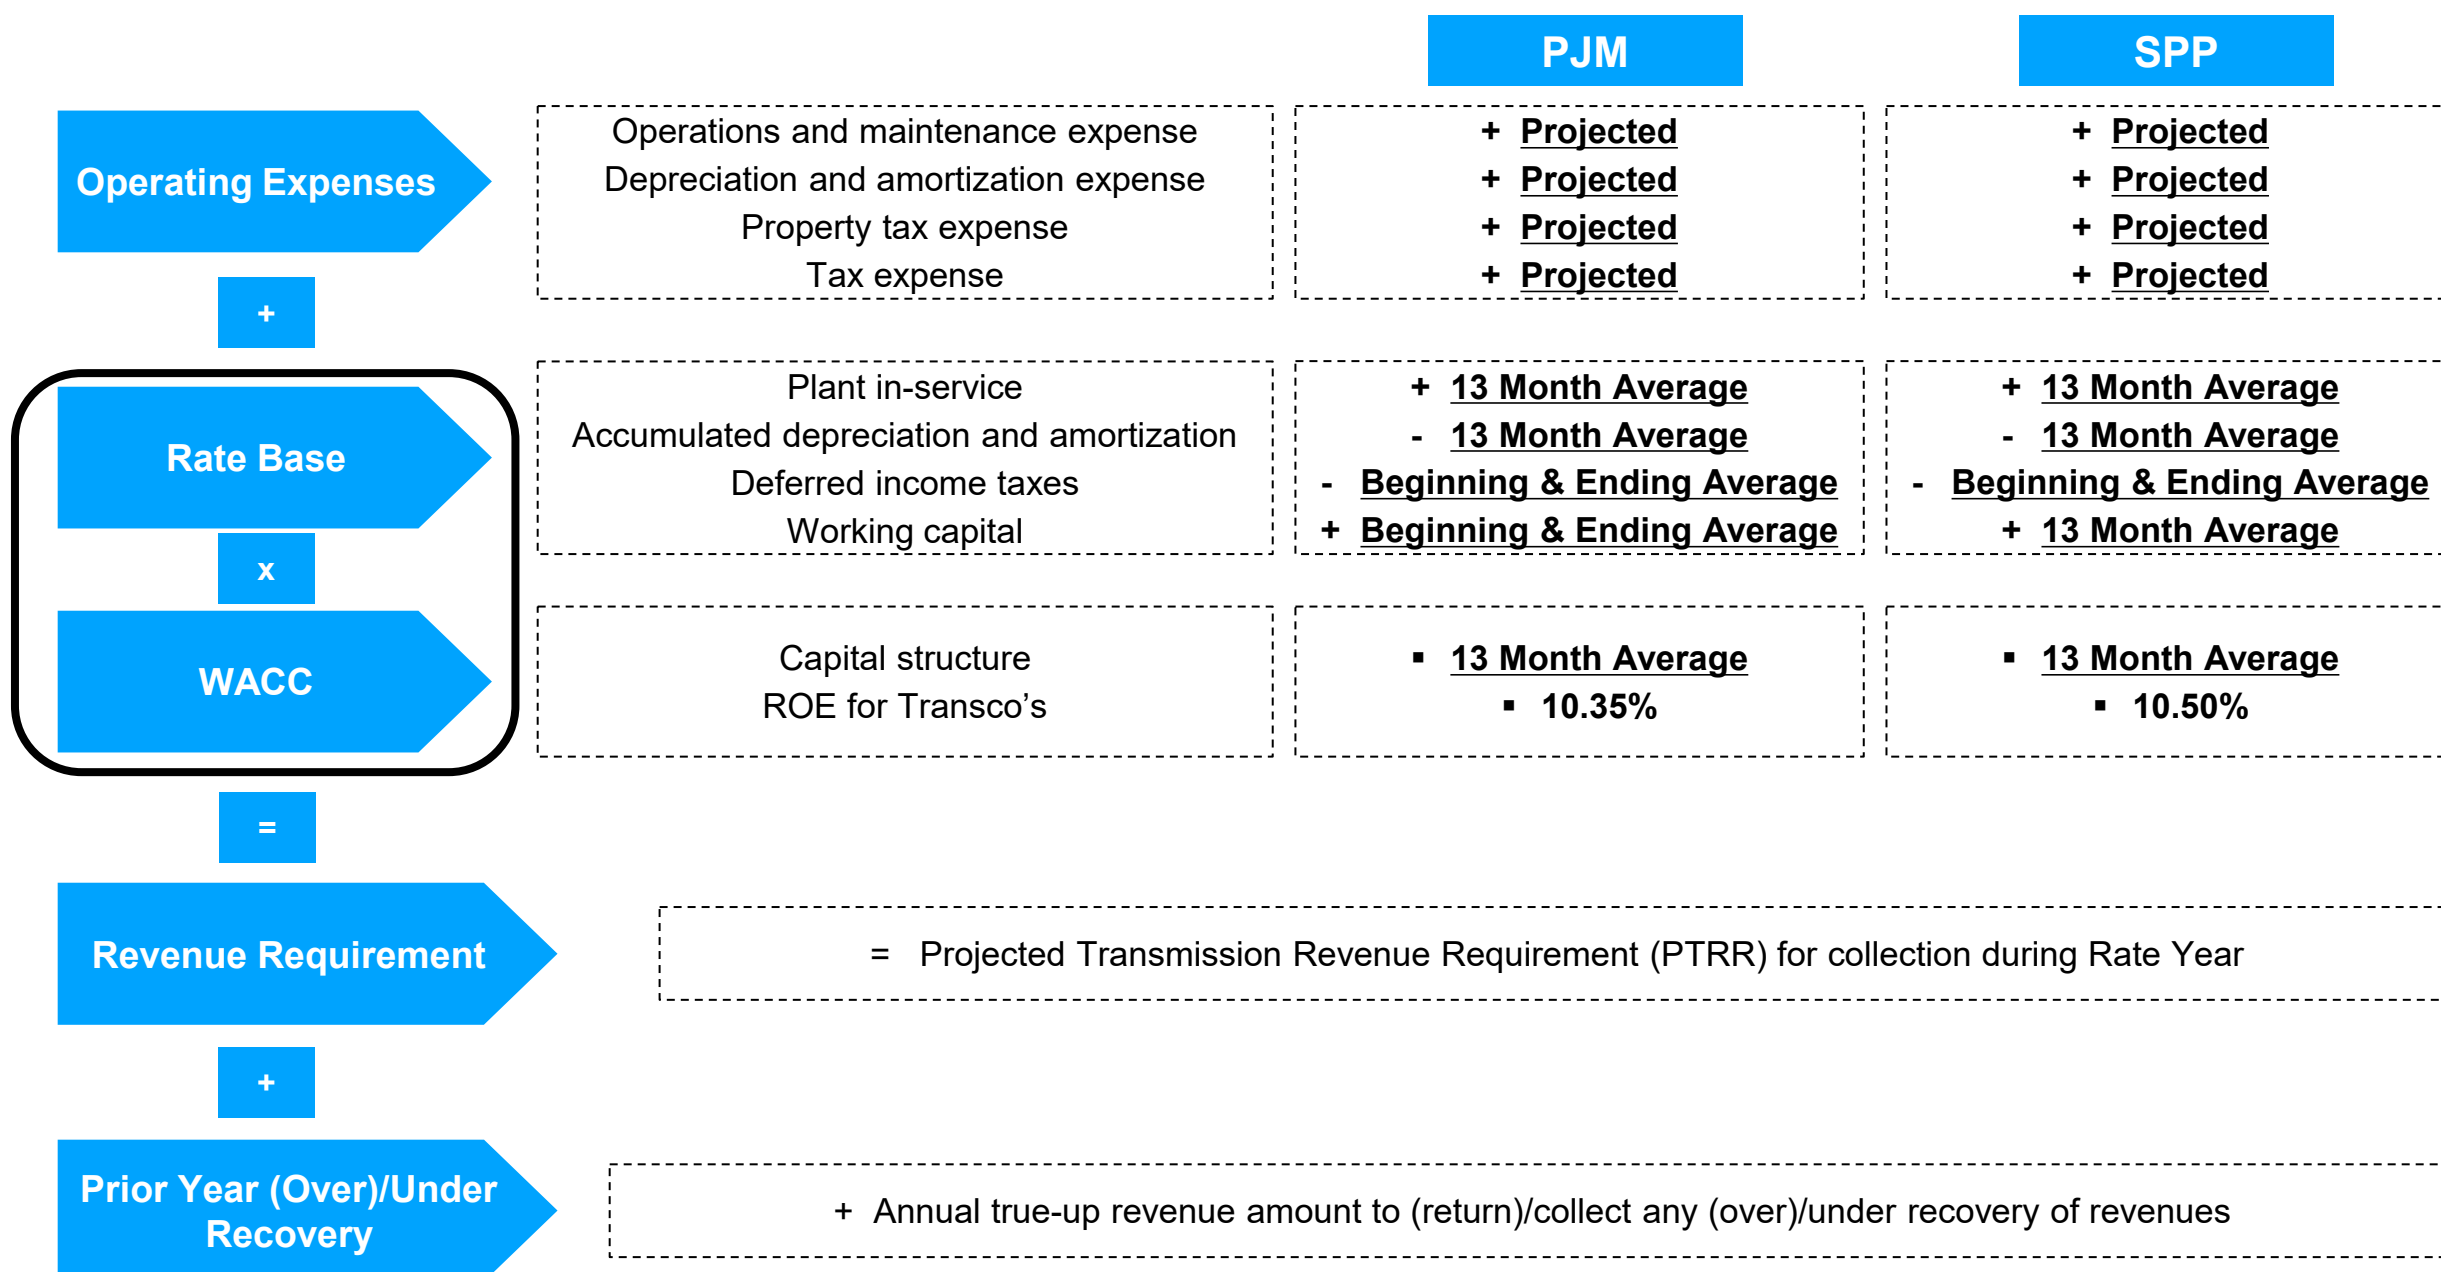 PJM
SPP
Operating Expenses
Operations and maintenance expense
+ Projected
+ Projected
Depreciation and amortization expense
+ Projected
+ Projected
Property tax expense
+ Projected
+ Projected
Tax expense
+ Projected
+ Projected
+
Rate Base
Plant in-service
+ 13 Month Average
+ 13 Month Average
Accumulated depreciation and amortization
- 13 Month Average
- 13 Month Average
Deferred income taxes
- Beginning & Ending Average
- Beginning & Ending Average
Working capital
+ Beginning & Ending Average
+ 13 Month Average
x
WACC
Capital structure
▪ 13 Month Average
▪ 13 Month Average
ROE for Transco’s
▪ 10.35%
▪ 10.50%
=
Revenue Requirement
= Projected Transmission Revenue Requirement (PTRR) for collection during Rate Year
+
Prior Year (Over)/Under
Recovery
+ Annual true-up revenue amount to (return)/collect any (over)/under recovery of revenues